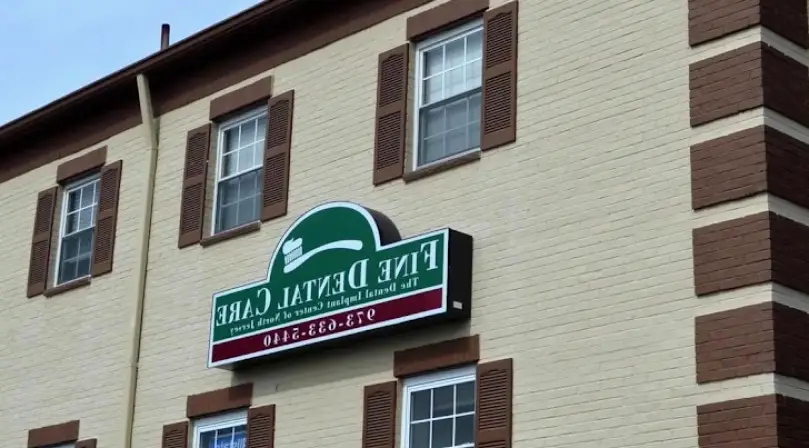 FINE DENTAL CARE
The Dental Implant Center of North Jersey
973-633-5440